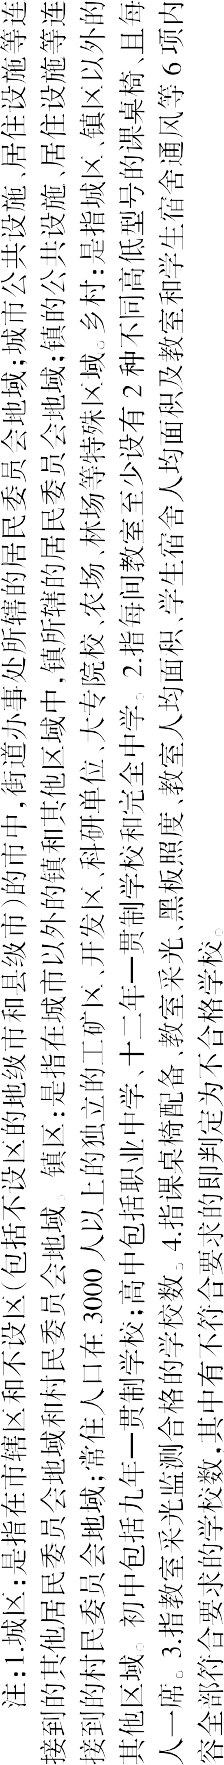 注：1.城区：是指在市辖区和不设区（包括不设区的地级市和县级市）的市中，街道办事处所辖的居民委员会地域；城市公共设施、居住设施等连
接到的其他居民委员会地域和村民委员会地域。镇区：是指在城市以外的镇和其他区域中，镇所辖的居民委员会地域；镇的公共设施、居住设施等连
接到的村民委员会地域；常住人口在 3000 人以上的独立的工矿区、开发区、科研单位、大专院校、农场、林场等特殊区域。乡村：是指城区、镇区以外的
其他区域。初中包括九年一贯制学校；高中包括职业中学、十二年一贯制学校和完全中学。2.指每间教室至少设有 2 种不同高低型号的课桌椅、且每
人一席。3.指教室采光监测合格的学校数。4.指课桌椅配备、教室采光、黑板照度、教室人均面积、学生宿舍人均面积及教室和学生宿舍通风等 6 项内
容全部符合要求的学校数，其中有不符合要求的即判定为不合格学校。